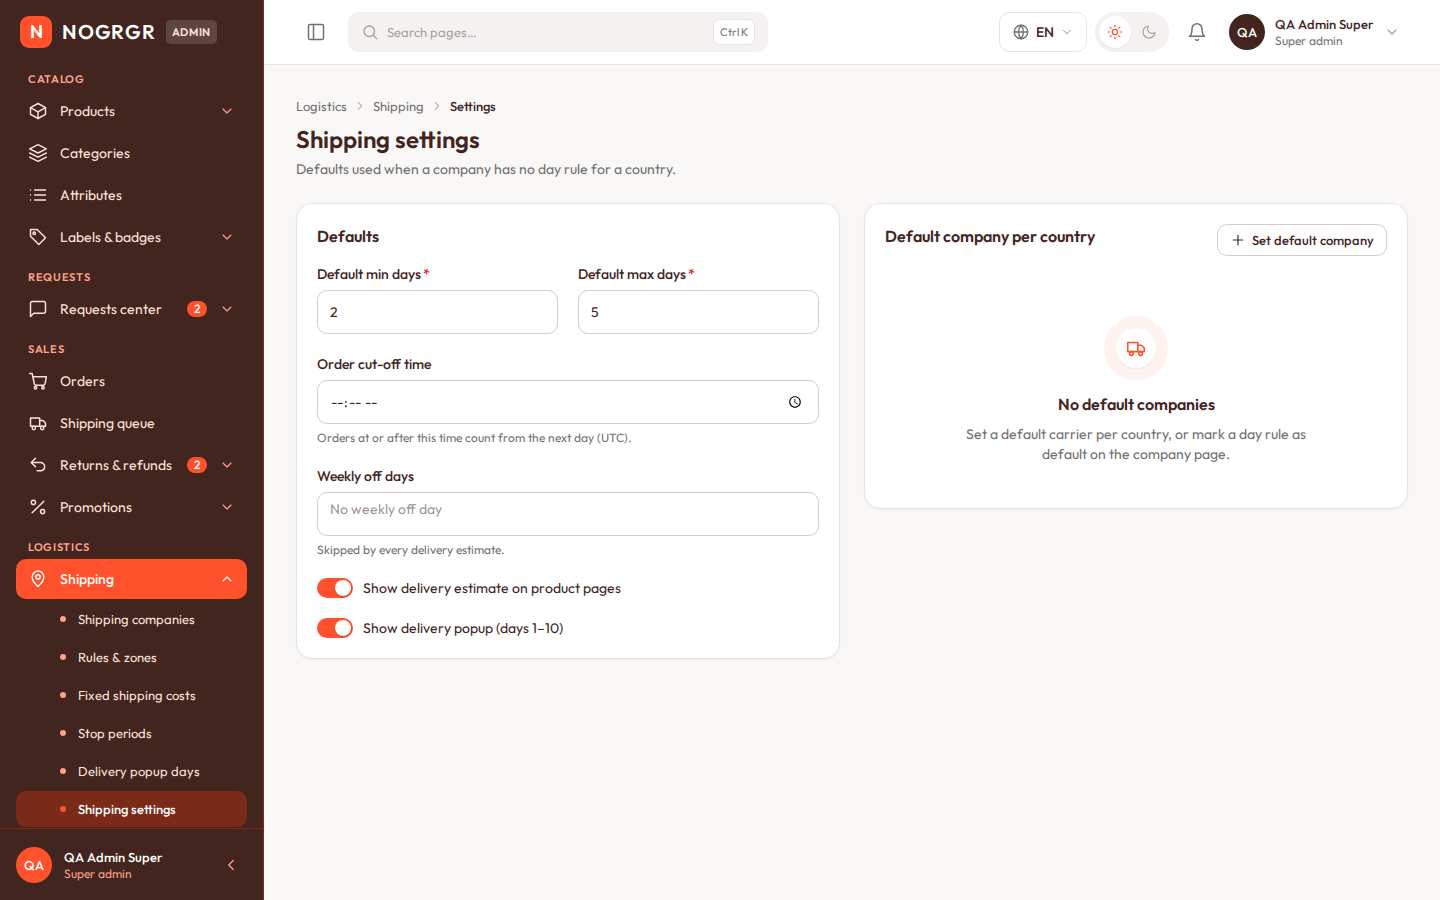 N NOGRGR ADMIN
CATALOG
Products
Categories
Attributes
Labels & badges
REQUESTS
Requests center 2
SALES
Orders
Shipping queue
Returns & refunds 2
Promotions
LOGISTICS
Shipping
Shipping companies
Rules & zones
Fixed shipping costs
Stop periods
Delivery popup days
Shipping settings
QA QA Admin Super
Super admin
Search pages... Ctrl K
EN
QA QA Admin Super
Super admin
Logistics > Shipping > Settings
Shipping settings
Defaults used when a company has no day rule for a country.
Defaults
Default min days * Default max days *
2 5
Order cut-off time
--:-- --
Orders at or after this time count from the next day (UTC).
Weekly off days
No weekly off day
Skipped by every delivery estimate.
Show delivery estimate on product pages
Show delivery popup (days 1–10)
Default company per country
+ Set default company
No default companies
Set a default carrier per country, or mark a day rule as
default on the company page.